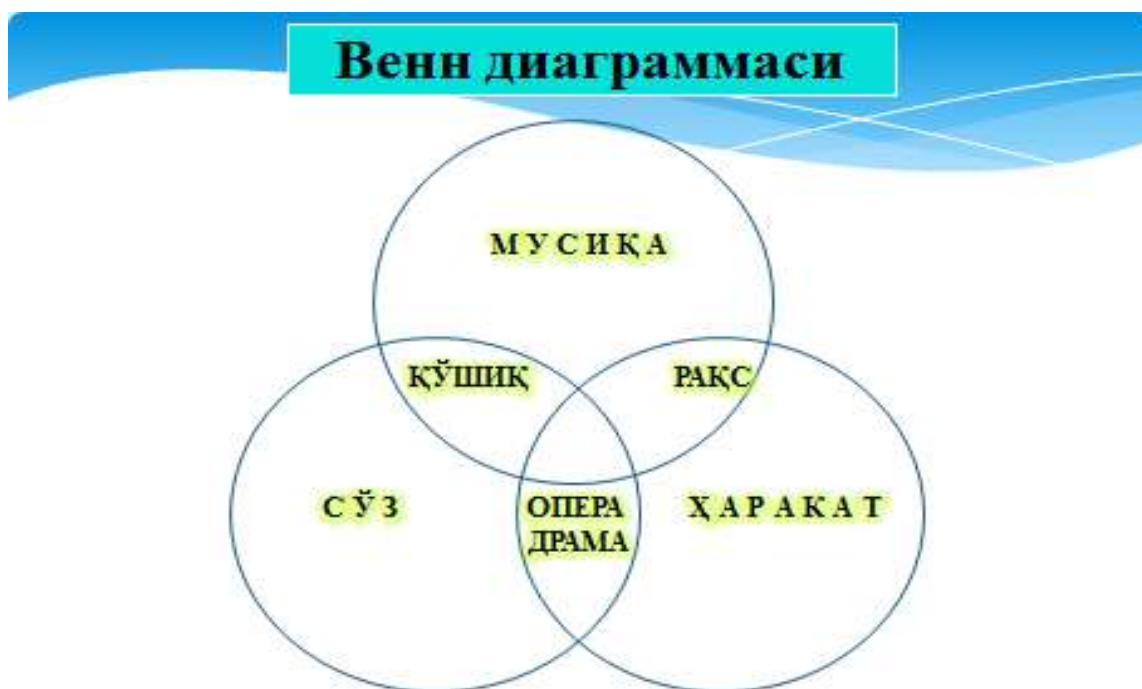 Венн диаграммаси
М У С И Қ А
ҚЎШИҚ
РАҚС
С Ў З
ОПЕРА
ДРАМА
Ҳ А Р А К А Т